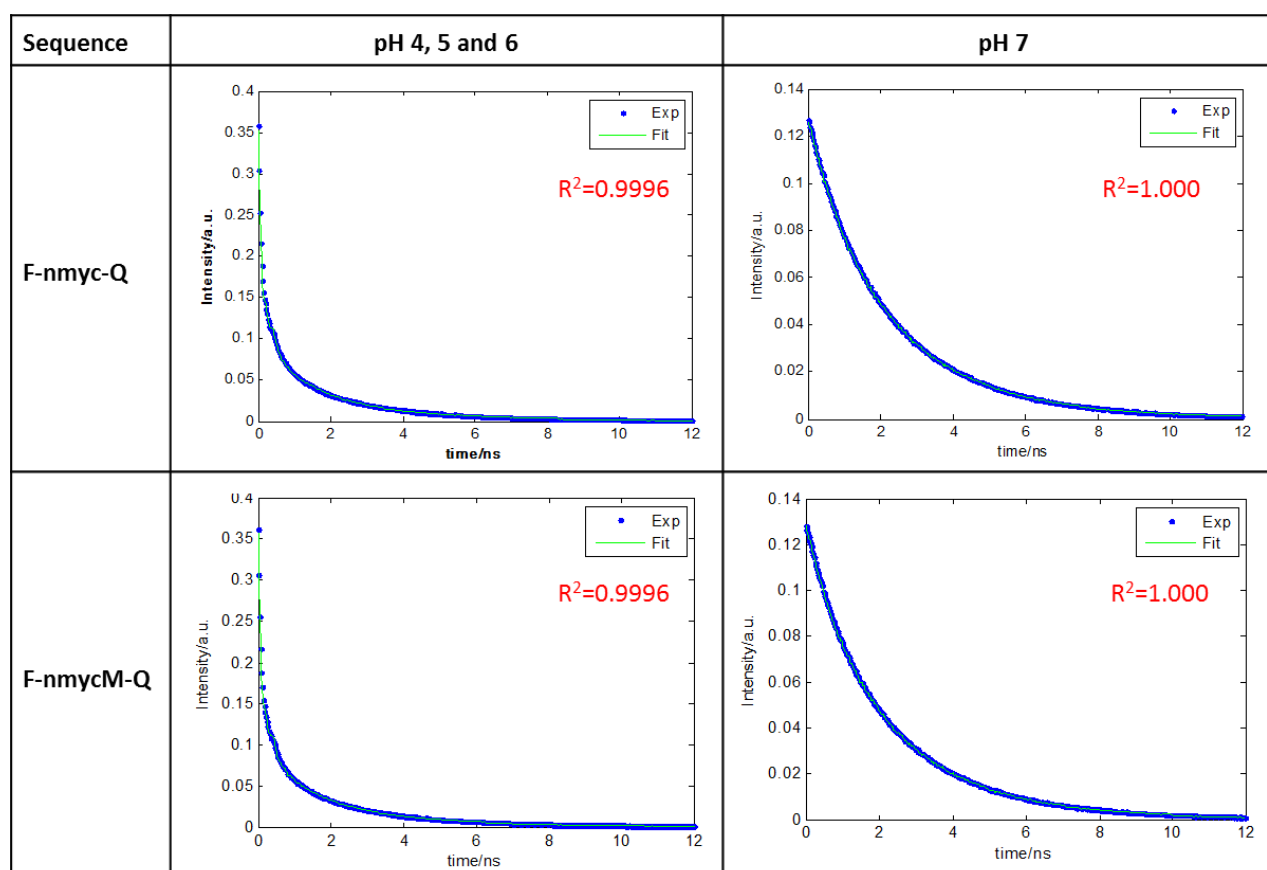 Sequence
pH 4, 5 and 6
pH 7
F-nmyc-Q
0.4
0.35
0.3
0.25
0.2
0.15
0.1
0.05
0
Intensity/a.u.
Exp
Fit
R²=0.9996
0 2 4 6 8 10 12
time/ns
0.14
0.12
0.1
0.08
0.06
0.04
0.02
0
Intensity/a.u.
Exp
Fit
R²=1.000
0 2 4 6 8 10 12
time/ns
F-nmycM-Q
0.4
0.35
0.3
0.25
0.2
0.15
0.1
0.05
0
Intensity/a.u.
Exp
Fit
R²=0.9996
0 2 4 6 8 10 12
time/ns
0.14
0.12
0.1
0.08
0.06
0.04
0.02
0
Intensity/a.u.
Exp
Fit
R²=1.000
0 2 4 6 8 10 12
time/ns